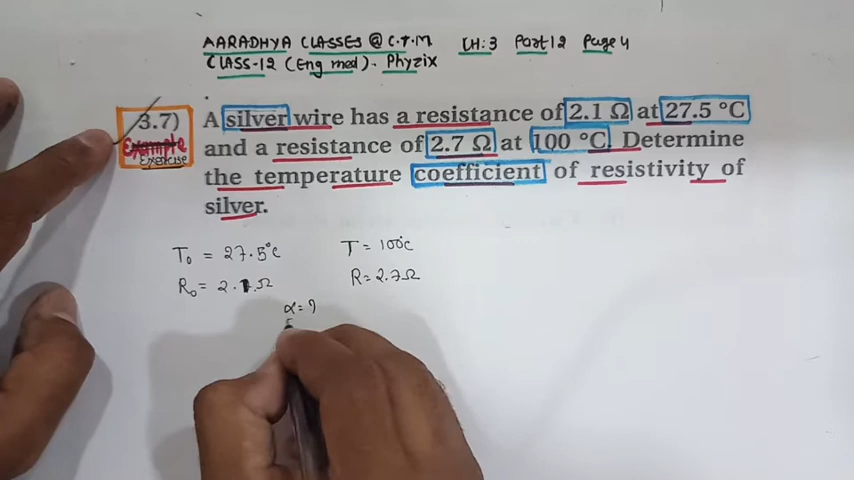 AARADHYA CLASSES @ C.T.M. CH:3 Part 12 Page 4
CLASS-12 (Eng med). Phyzix
3.7) A silver wire has a resistance of 2.1 Ω at 27.5 °C
Example and a resistance of 2.7 Ω at 100 °C. Determine
Exercise
the temperature coefficient of resistivity of
silver.
T₀ = 27.5°C T = 100°C
R₀ = 2.1 Ω R = 2.7 Ω
α = ?